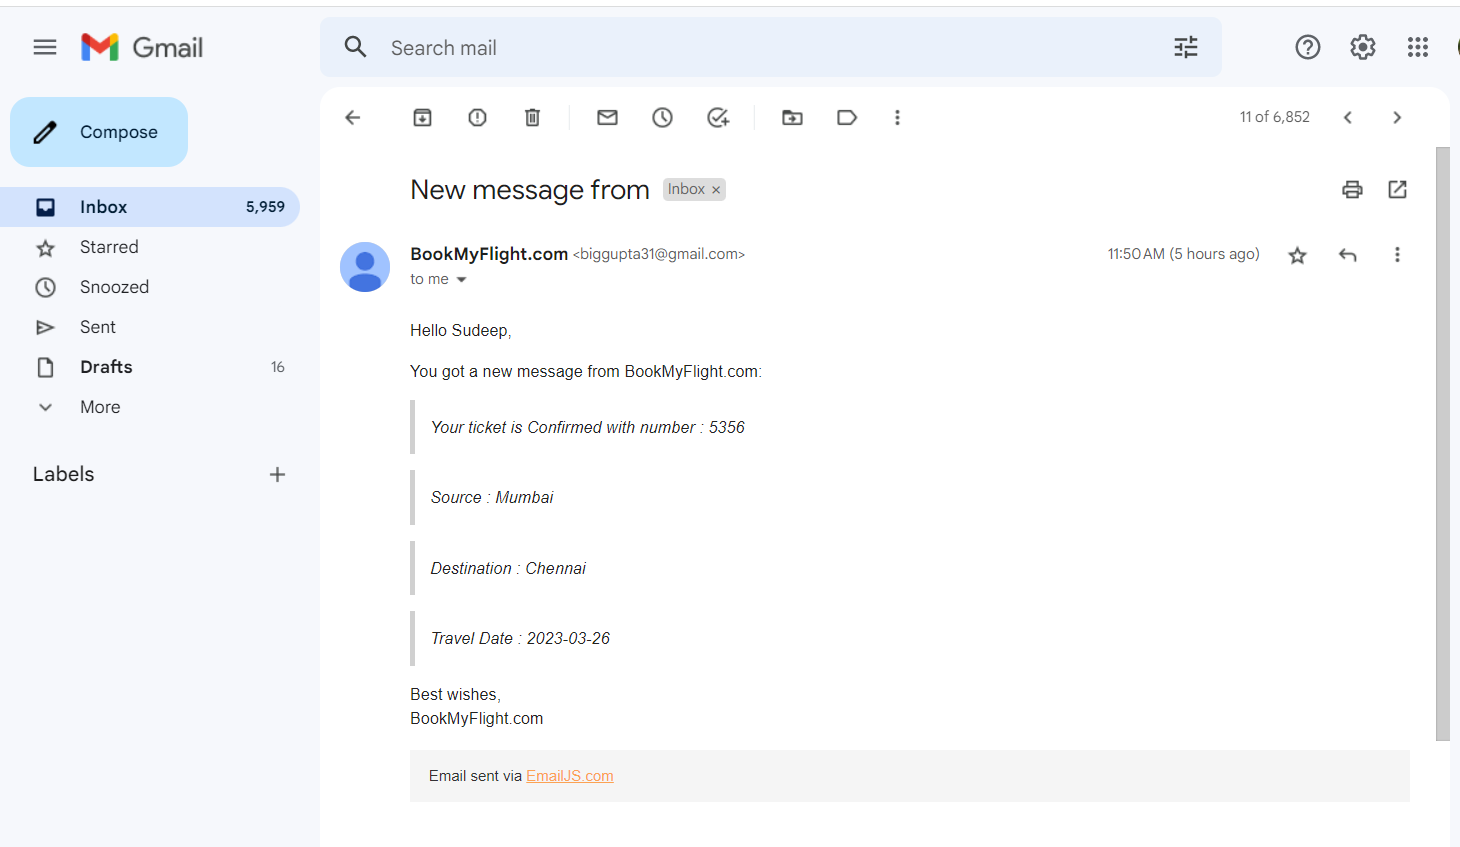 Gmail
Search mail
Compose
11 of 6,852
New message from Inbox ×
Inbox 5,959
Starred
Snoozed
Sent
Drafts 16
More
Labels
BookMyFlight.com <biggupta31@gmail.com> 11:50 AM (5 hours ago)
to me
Hello Sudeep,
You got a new message from BookMyFlight.com:
Your ticket is Confirmed with number : 5356
Source : Mumbai
Destination : Chennai
Travel Date : 2023-03-26
Best wishes,
BookMyFlight.com
Email sent via EmailJS.com